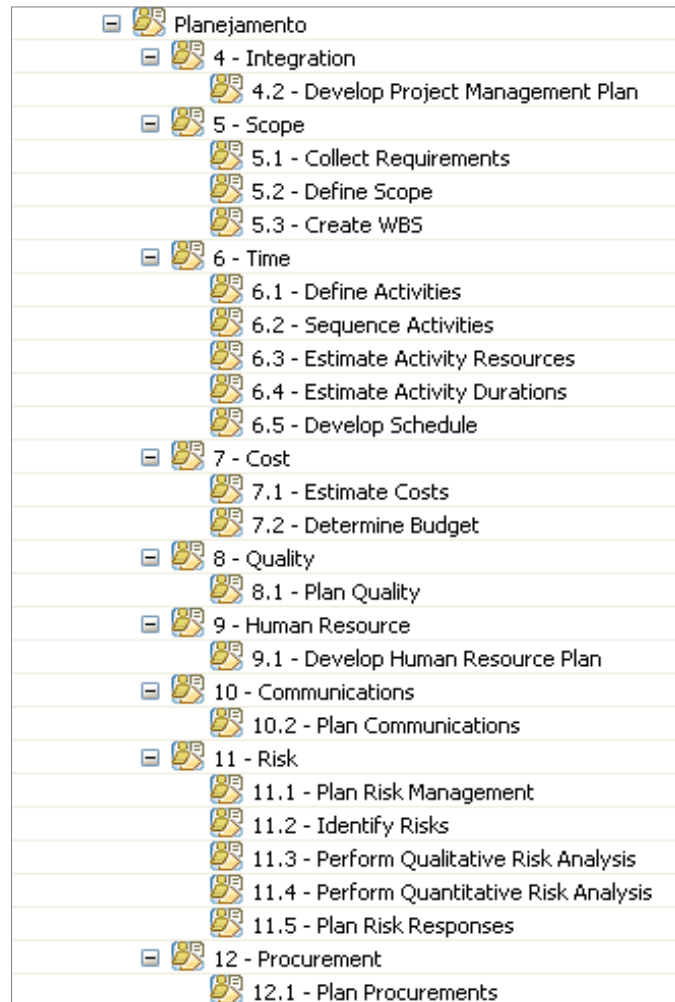 Planejamento
4 - Integration
4.2 - Develop Project Management Plan
5 - Scope
5.1 - Collect Requirements
5.2 - Define Scope
5.3 - Create WBS
6 - Time
6.1 - Define Activities
6.2 - Sequence Activities
6.3 - Estimate Activity Resources
6.4 - Estimate Activity Durations
6.5 - Develop Schedule
7 - Cost
7.1 - Estimate Costs
7.2 - Determine Budget
8 - Quality
8.1 - Plan Quality
9 - Human Resource
9.1 - Develop Human Resource Plan
10 - Communications
10.2 - Plan Communications
11 - Risk
11.1 - Plan Risk Management
11.2 - Identify Risks
11.3 - Perform Qualitative Risk Analysis
11.4 - Perform Quantitative Risk Analysis
11.5 - Plan Risk Responses
12 - Procurement
12.1 - Plan Procurements